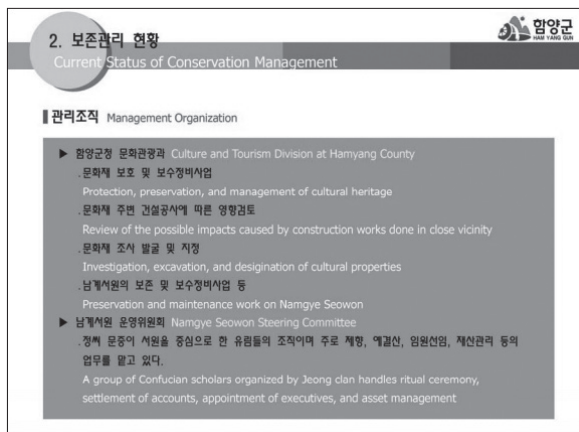 2. 보존관리 현황
Current Status of Conservation Management
함양군
HAM YANG GUN
관리조직 Management Organization
▶ 함양군청 문화관광과 Culture and Tourism Division at Hamyang County
.문화재 보호 및 보수정비사업
Protection, preservation, and management of cultural heritage
.문화재 주변 건설공사에 따른 영향검토
Review of the possible impacts caused by construction works done in close vicinity
.문화재 조사 발굴 및 지정
Investigation, excavation, and desigination of cultural properties
.남계서원의 보존 및 보수정비사업 등
Preservation and maintenance work on Namgye Seowon
▶ 남계서원 운영위원회 Namgye Seowon Steering Committee
.정씨 문중이 서원을 중심으로 한 유림들의 조직이며 주로 제향, 예결산, 임원선임, 재산관리 등의
업무를 맡고 있다.
A group of Confucian scholars organized by Jeong clan handles ritual ceremony,
settlement of accounts, appointment of executives, and asset management